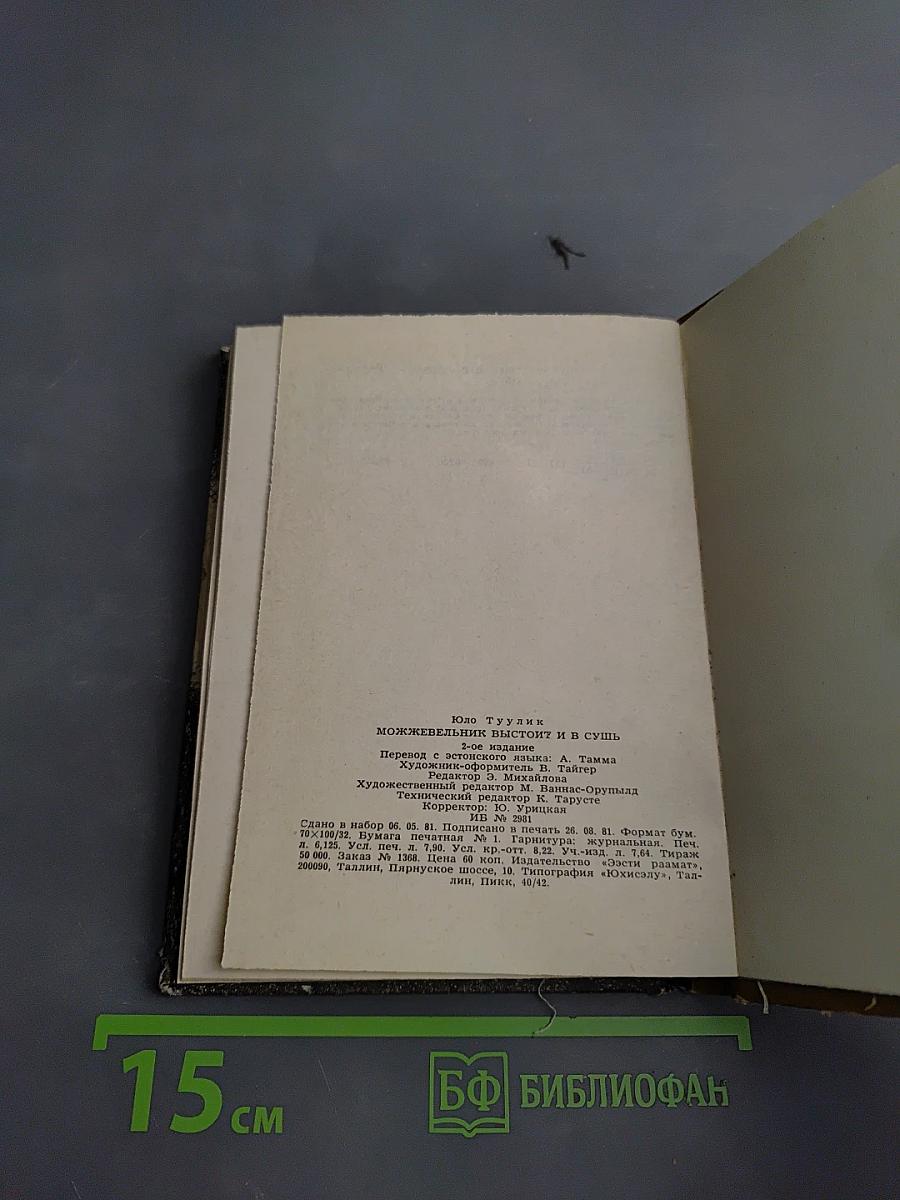 Юло Туулик
МОЖЖЕВЕЛЬНИК ВЫСТОИТ И В СУШЬ
2-ое издание
Перевод с эстонского языка: А. Тамма
Художник-оформитель В. Тайгер
Редактор Э. Михайлова
Художественный редактор М. Ваннас-Орупылд
Технический редактор К. Тарусте
Корректор: Ю. Урицкая
ИБ № 2981
Сдано в набор 06. 05. 81. Подписано в печать 26. 08. 81. Формат бум.
70×100/32. Бумага печатная № 1. Гарнитура: журнальная. Печ.
л. 6,125. Усл. печ. л. 7,90. Усл. кр.-отт. 8,22. Уч.-изд. л. 7,64. Тираж
50 000. Заказ № 1368. Цена 60 коп. Издательство «Ээсти раамат»,
200090, Таллин, Пярнуское шоссе, 10. Типография «Юхисэлу», Тал-
лин, Пикк, 40/42.
15 см
БФ БИБЛИОФАН